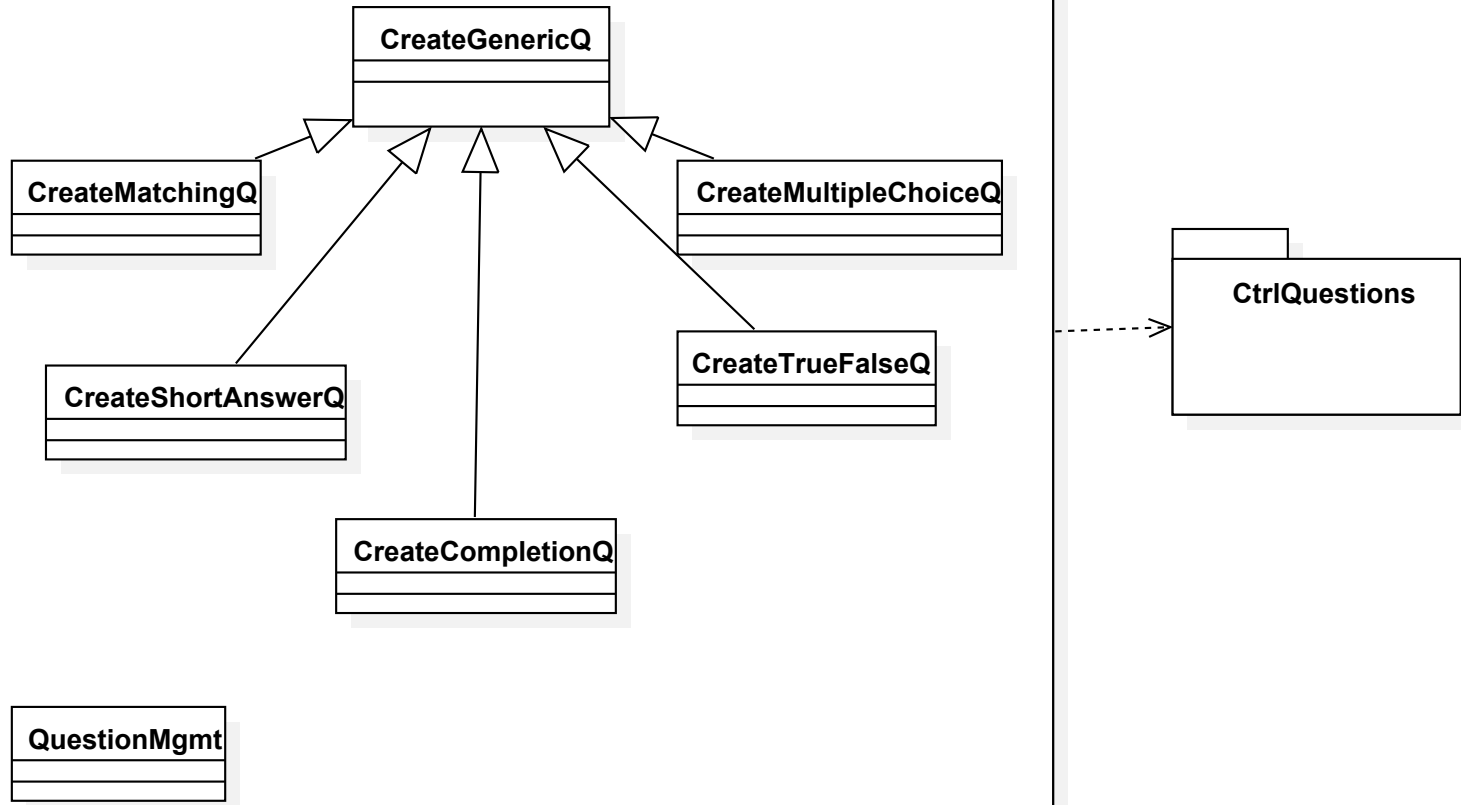 CreateGenericQ
CreateMatchingQ
CreateMultipleChoiceQ
CtrlQuestions
CreateTrueFalseQ
CreateShortAnswerQ
CreateCompletionQ
QuestionMgmt